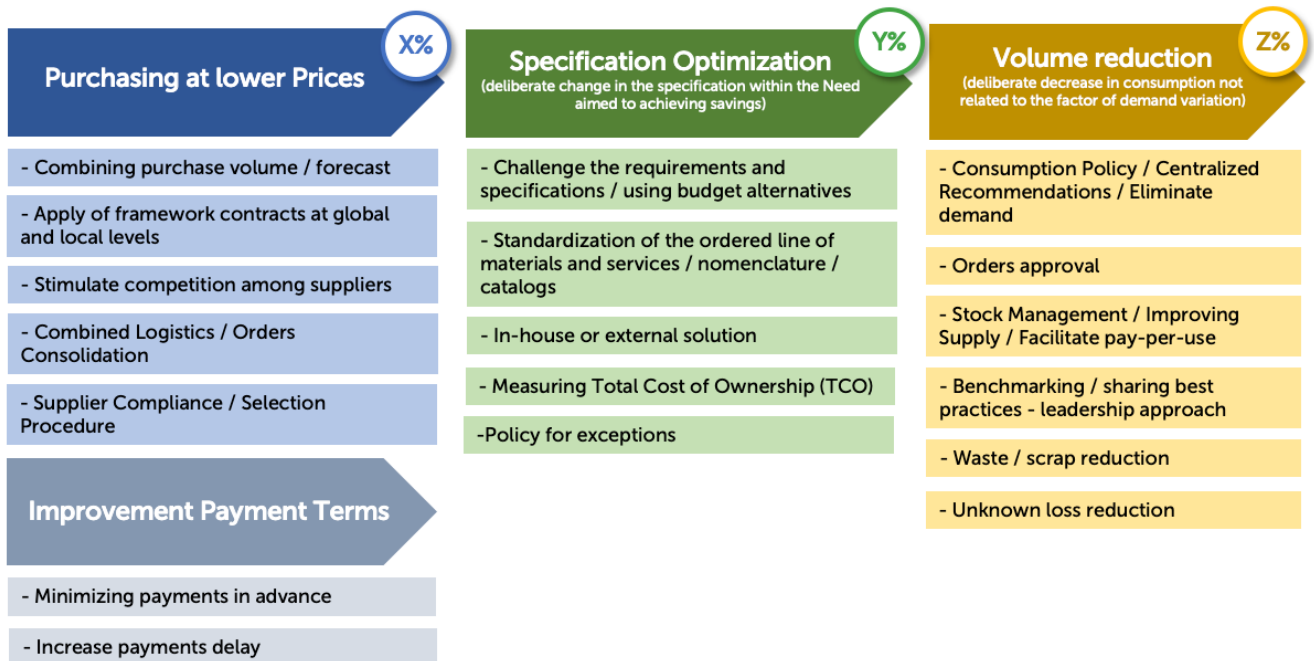 X%
Purchasing at lower Prices
- Combining purchase volume / forecast
- Apply of framework contracts at global
and local levels
- Stimulate competition among suppliers
- Combined Logistics / Orders
Consolidation
- Supplier Compliance / Selection
Procedure
Improvement Payment Terms
- Minimizing payments in advance
- Increase payments delay
Y%
Specification Optimization
(deliberate change in the specification within the Need
aimed to achieving savings)
- Challenge the requirements and
specifications / using budget alternatives
- Standardization of the ordered line of
materials and services / nomenclature /
catalogs
- In-house or external solution
- Measuring Total Cost of Ownership (TCO)
-Policy for exceptions
Z%
Volume reduction
(deliberate decrease in consumption not
related to the factor of demand variation)
- Consumption Policy / Centralized
Recommendations / Eliminate
demand
- Orders approval
- Stock Management / Improving
Supply / Facilitate pay-per-use
- Benchmarking / sharing best
practices - leadership approach
- Waste / scrap reduction
- Unknown loss reduction